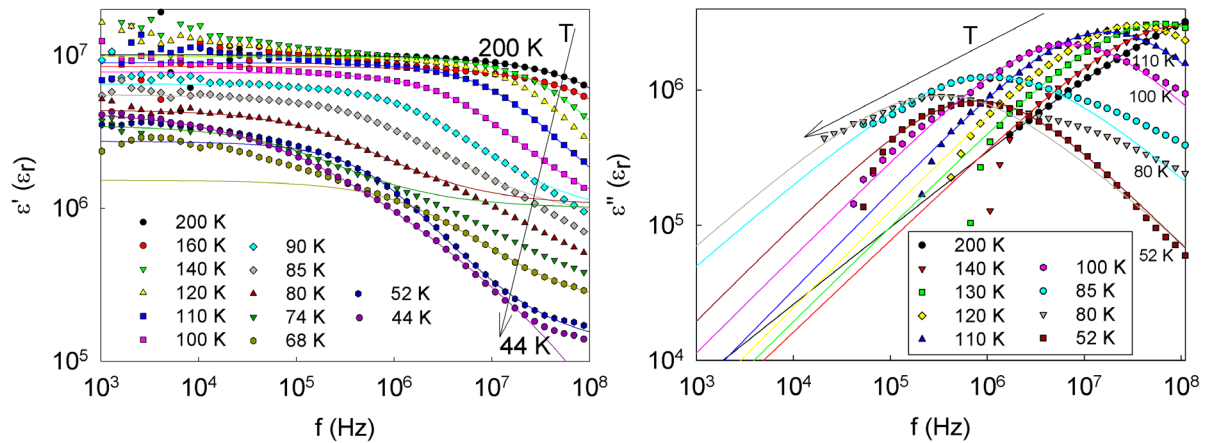 10⁷
10⁶
10⁵
ε' (εᵣ)
T
200 K
44 K
200 K
160 K
140 K
120 K
110 K
100 K
90 K
85 K
80 K
74 K
68 K
52 K
44 K
10³ 10⁴ 10⁵ 10⁶ 10⁷ 10⁸
f (Hz)
10⁶
10⁵
10⁴
ε'' (εᵣ)
T
110 K
100 K
80 K
52 K
200 K
140 K
130 K
120 K
110 K
100 K
85 K
80 K
52 K
10³ 10⁴ 10⁵ 10⁶ 10⁷ 10⁸
f (Hz)